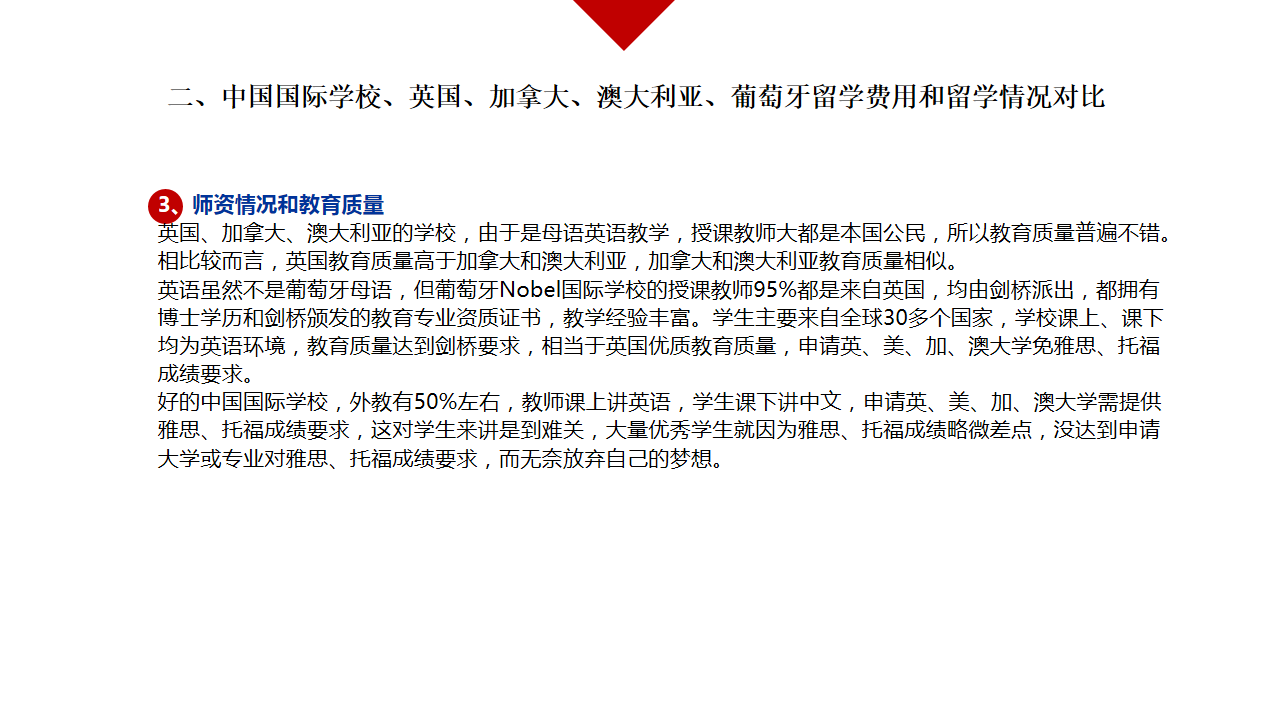 二、中国国际学校、英国、加拿大、澳大利亚、葡萄牙留学费用和留学情况对比
3、师资情况和教育质量
英国、加拿大、澳大利亚的学校，由于是母语英语教学，授课教师大都是本国公民，所以教育质量普遍不错。
相比较而言，英国教育质量高于加拿大和澳大利亚，加拿大和澳大利亚教育质量相似。
英语虽然不是葡萄牙母语，但葡萄牙Nobel国际学校的授课教师95%都是来自英国，均由剑桥派出，都拥有
博士学历和剑桥颁发的教育专业资质证书，教学经验丰富。学生主要来自全球30多个国家，学校课上、课下
均为英语环境，教育质量达到剑桥要求，相当于英国优质教育质量，申请英、美、加、澳大学免雅思、托福
成绩要求。
好的中国国际学校，外教有50%左右，教师课上讲英语，学生课下讲中文，申请英、美、加、澳大学需提供
雅思、托福成绩要求，这对学生来讲是到难关，大量优秀学生就因为雅思、托福成绩略微差点，没达到申请
大学或专业对雅思、托福成绩要求，而无奈放弃自己的梦想。